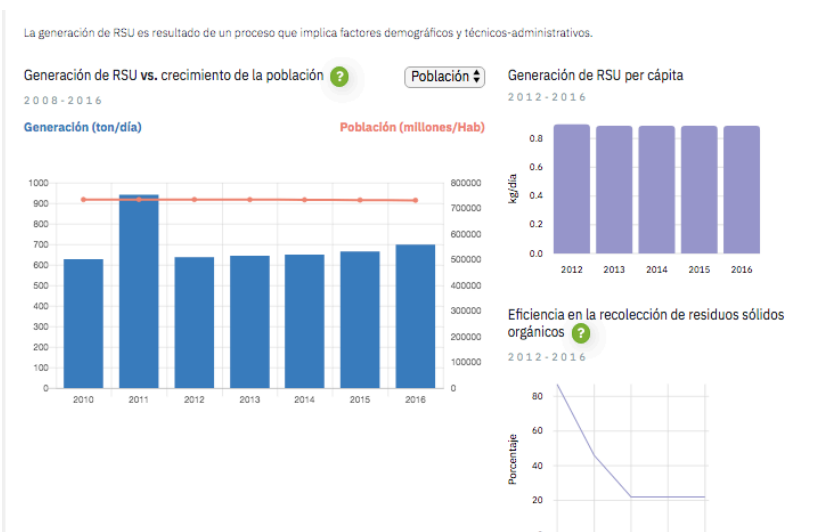 La generación de RSU es resultado de un proceso que implica factores demográficos y técnicos-administrativos.
Generación de RSU vs. crecimiento de la población ?
Población
2008-2016
Generación (ton/día)
Población (millones/Hab)
1000
900
800
700
600
500
400
300
200
100
0
800000
700000
600000
500000
400000
300000
200000
100000
0
2010 2011 2012 2013 2014 2015 2016
Generación de RSU per cápita
2012-2016
kg/día
0.8
0.6
0.4
0.2
0.0
2012 2013 2014 2015 2016
Eficiencia en la recolección de residuos sólidos
orgánicos ?
2012-2016
Porcentaje
80
60
40
20